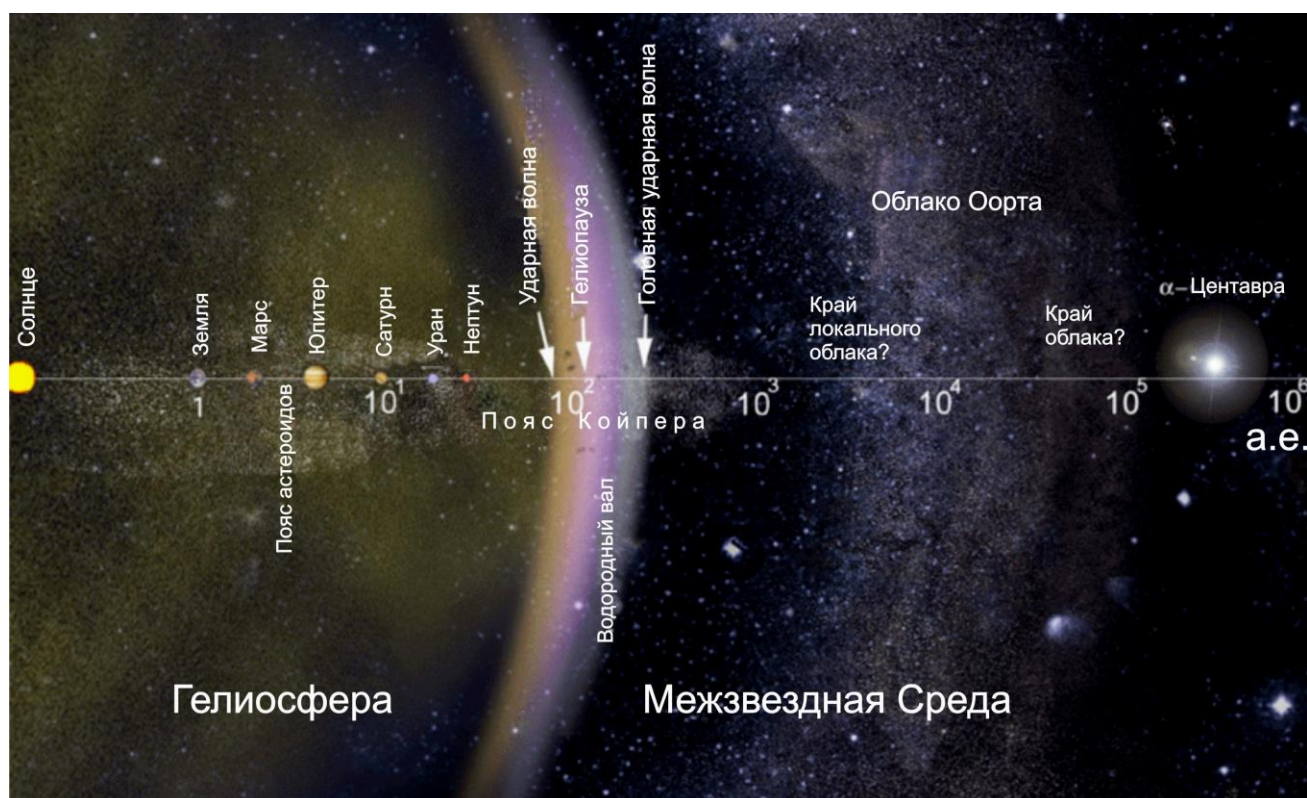 Солнце
Земля
Марс
Юпитер
Сатурн
Уран
Нептун
Ударная волна
Гелиопауза
Головная ударная волна
Облако Оорта
Край
локального
облака?
Край
облака?
α–Центавра
1
10¹
10²
10³
10⁴
10⁵
10⁶
а.е.
Пояс Койпера
Пояс астероидов
Водородный вал
Гелиосфера
Межзвездная Среда